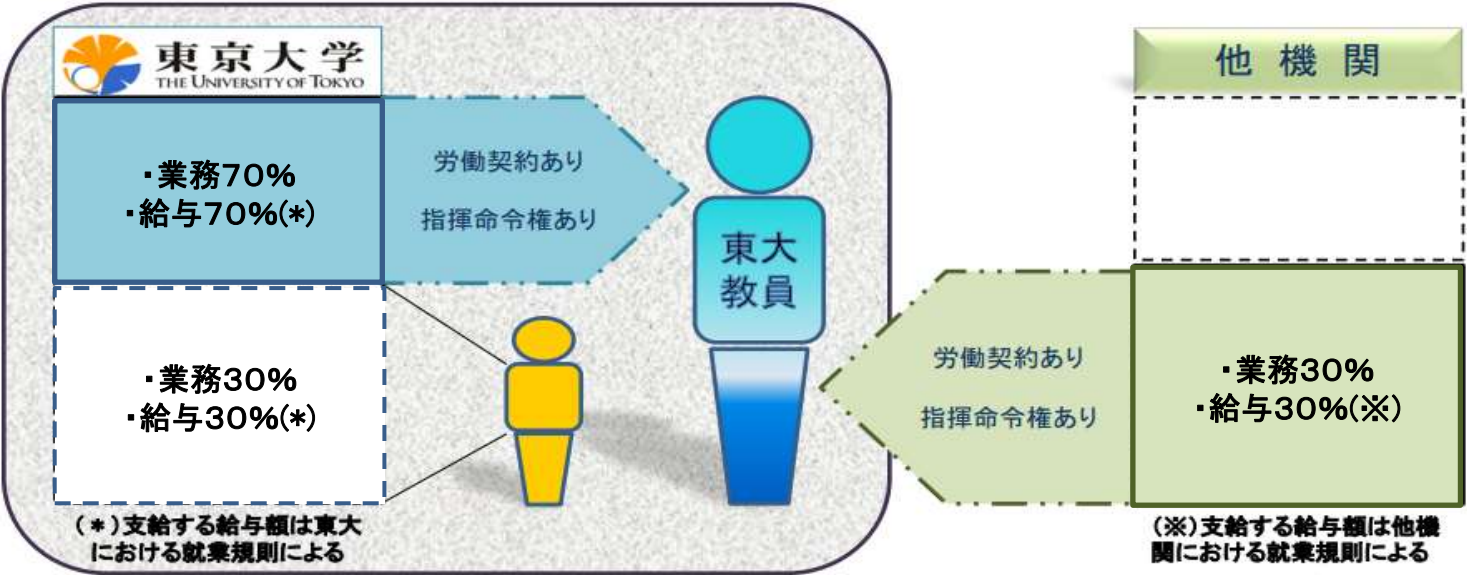 東京大学
THE UNIVERSITY OF TOKYO
・業務70%
・給与70%(*)
労働契約あり
指揮命令権あり
東大
教員
・業務30%
・給与30%(*)
(*)支給する給与額は東大
における就業規則による
他機関
労働契約あり
指揮命令権あり
・業務30%
・給与30%(※)
(※)支給する給与額は他機
関における就業規則による